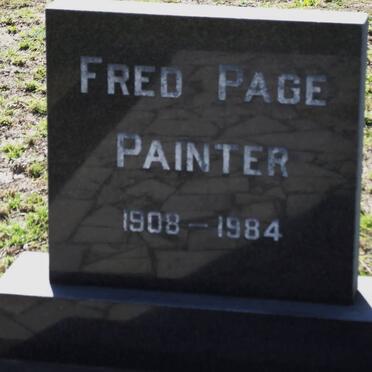 FRED PAGE
PAINTER
1908-1984